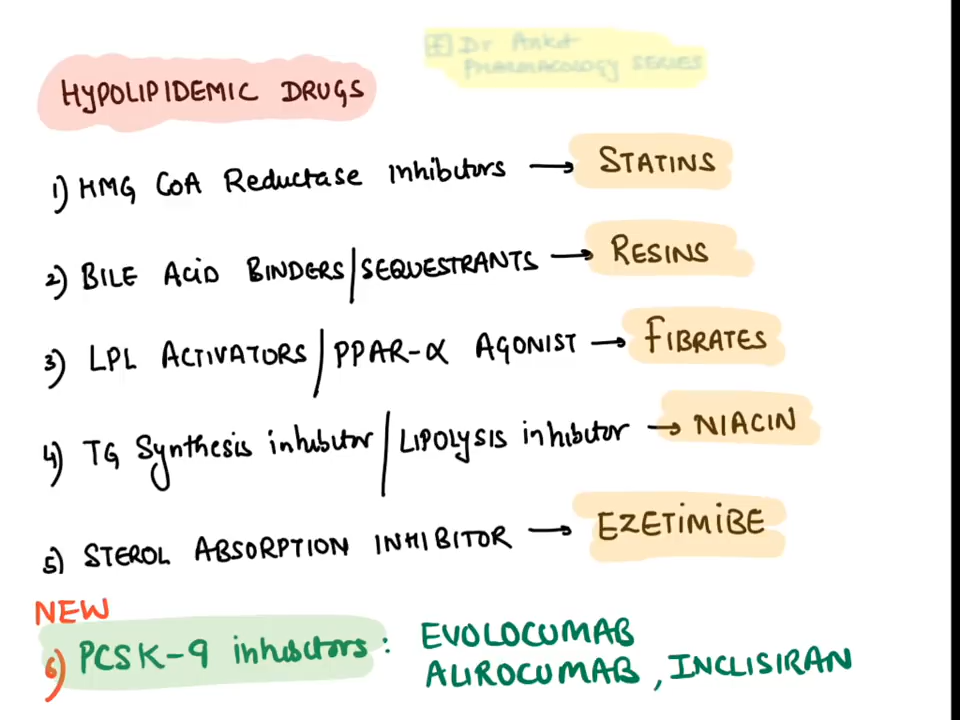 Dr Ankit
PHARMACOLOGY SERIES
HYPOLIPIDEMIC DRUGS
1) HMG CoA Reductase Inhibitors → STATINS
2) BILE ACID BINDERS/SEQUESTRANTS → RESINS
3) LPL ACTIVATORS / PPAR-α AGONIST → FIBRATES
4) TG Synthesis inhibitor / LIPOLYSIS inhibitor → NIACIN
5) STEROL ABSORPTION INHIBITOR → EZETIMIBE
NEW
6) PCSK-9 inhibitors : EVOLOCUMAB
ALIROCUMAB , INCLISIRAN